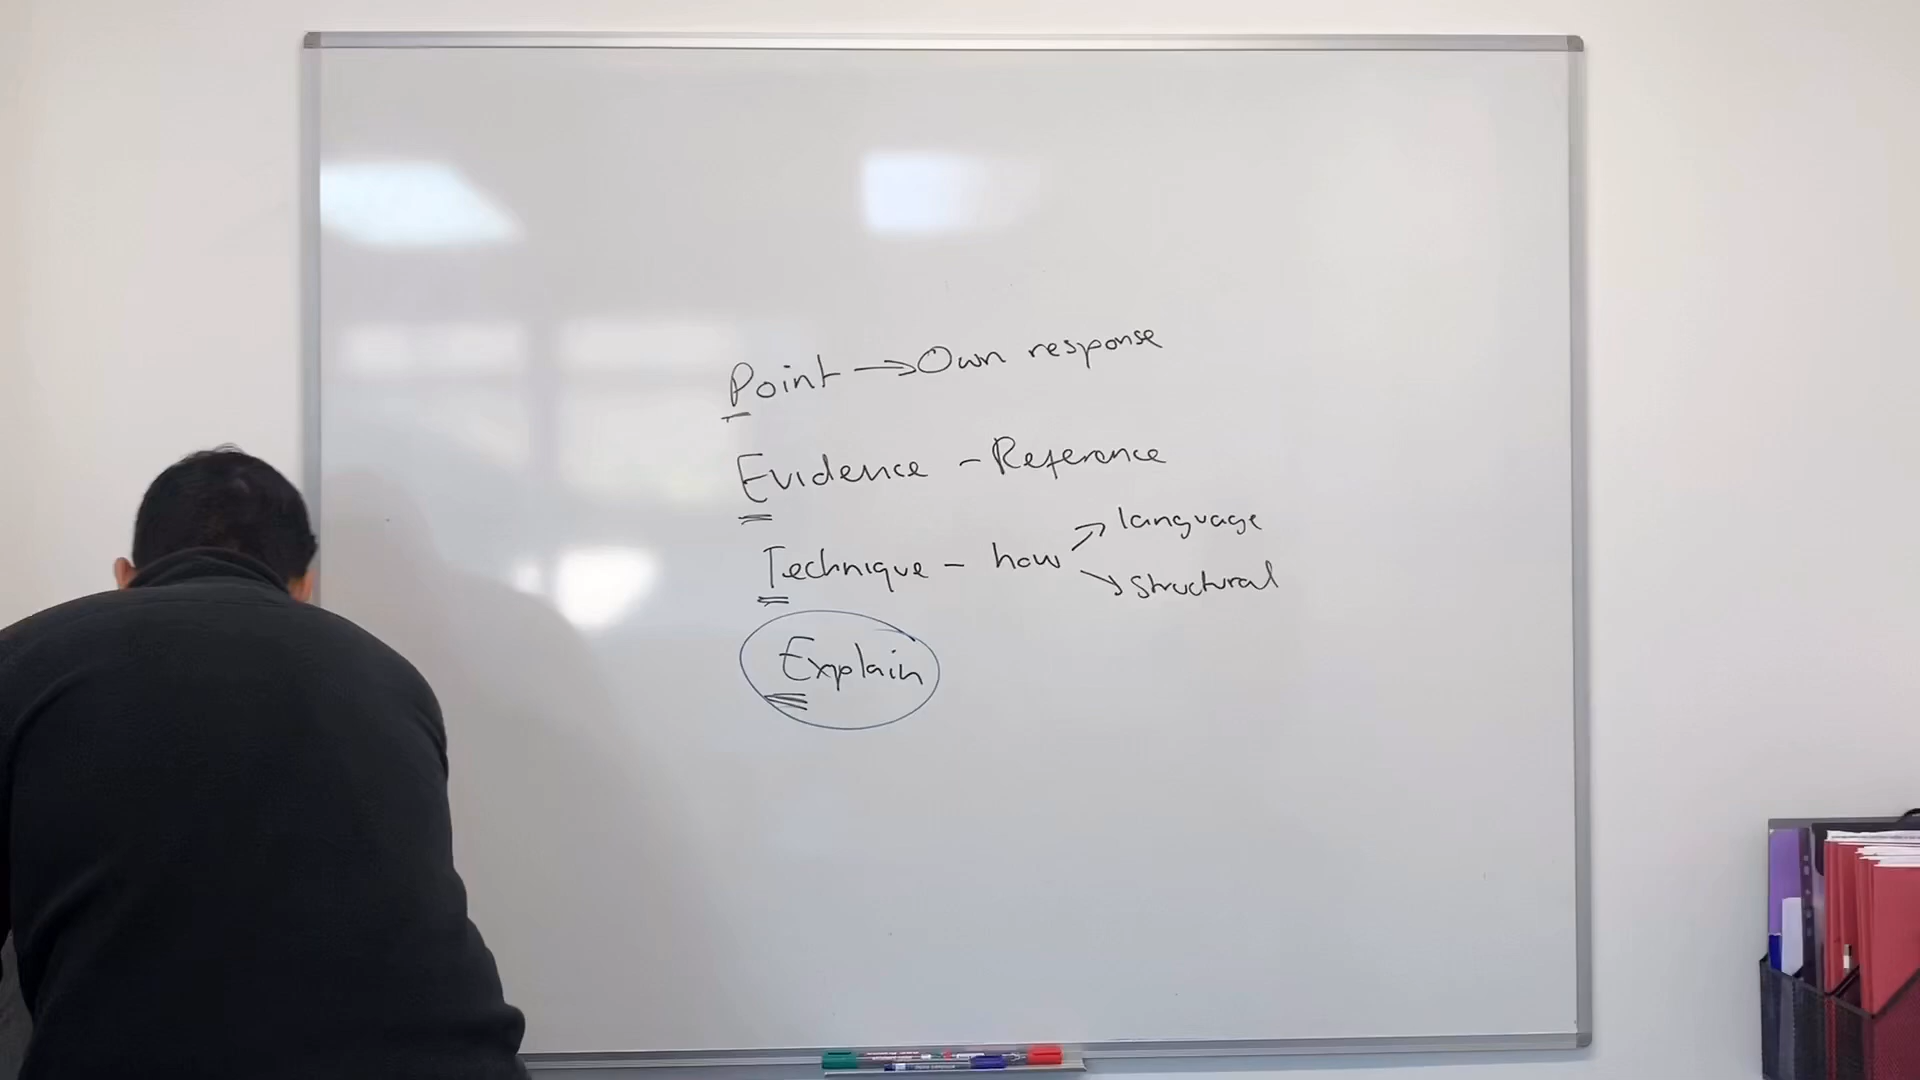 Point → Own response
Evidence - Reference
Technique - how
↗ language
↘ structural
Explain